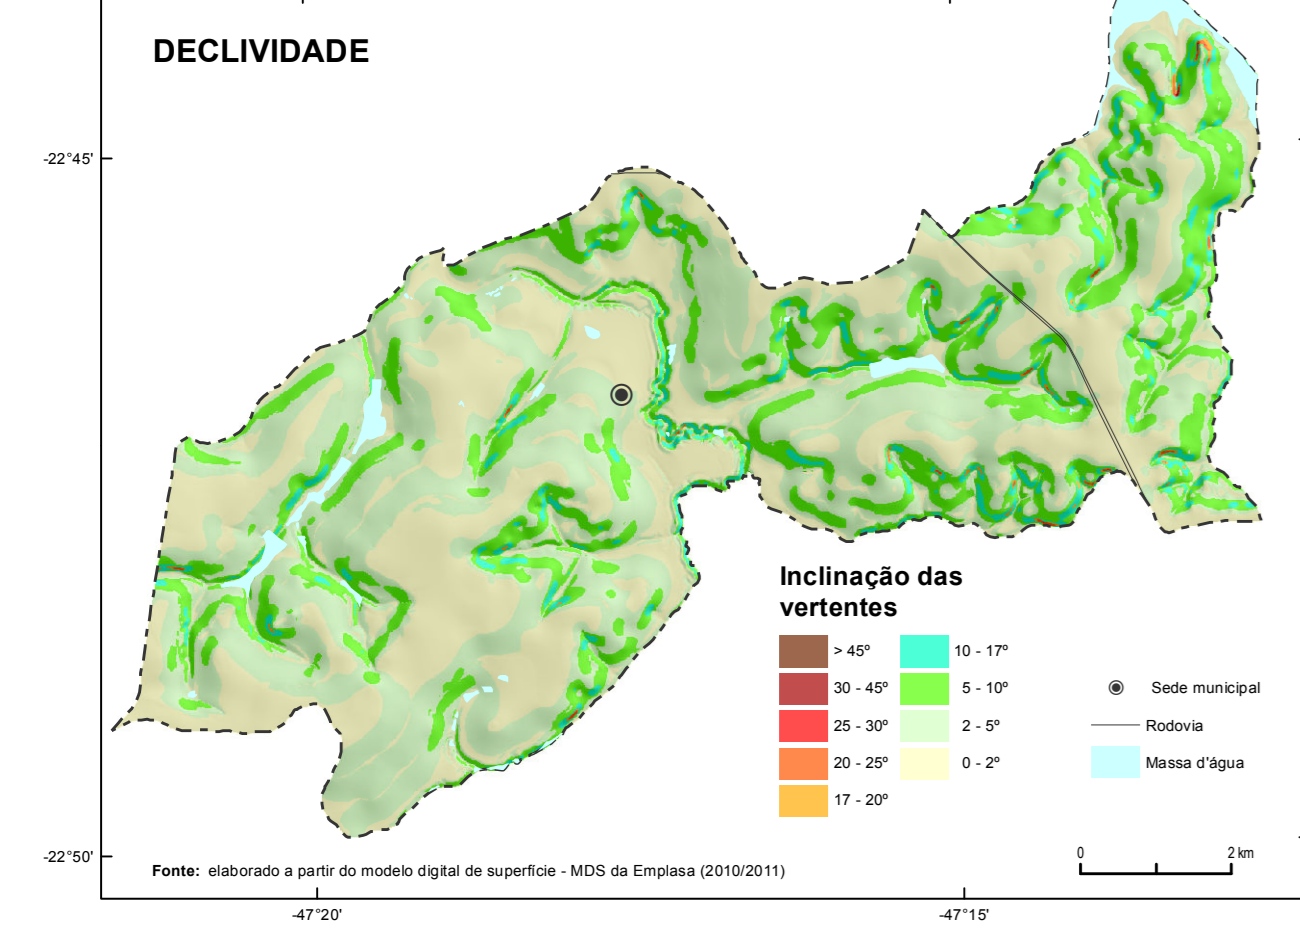 DECLIVIDADE
-22°45'
Inclinação das
vertentes
> 45º
10 - 17º
30 - 45º
5 - 10º
25 - 30º
2 - 5º
20 - 25º
0 - 2º
17 - 20º
Sede municipal
Rodovia
Massa d'água
-22°50'
Fonte: elaborado a partir do modelo digital de superfície - MDS da Emplasa (2010/2011)
0
2 km
-47°20'
-47°15'